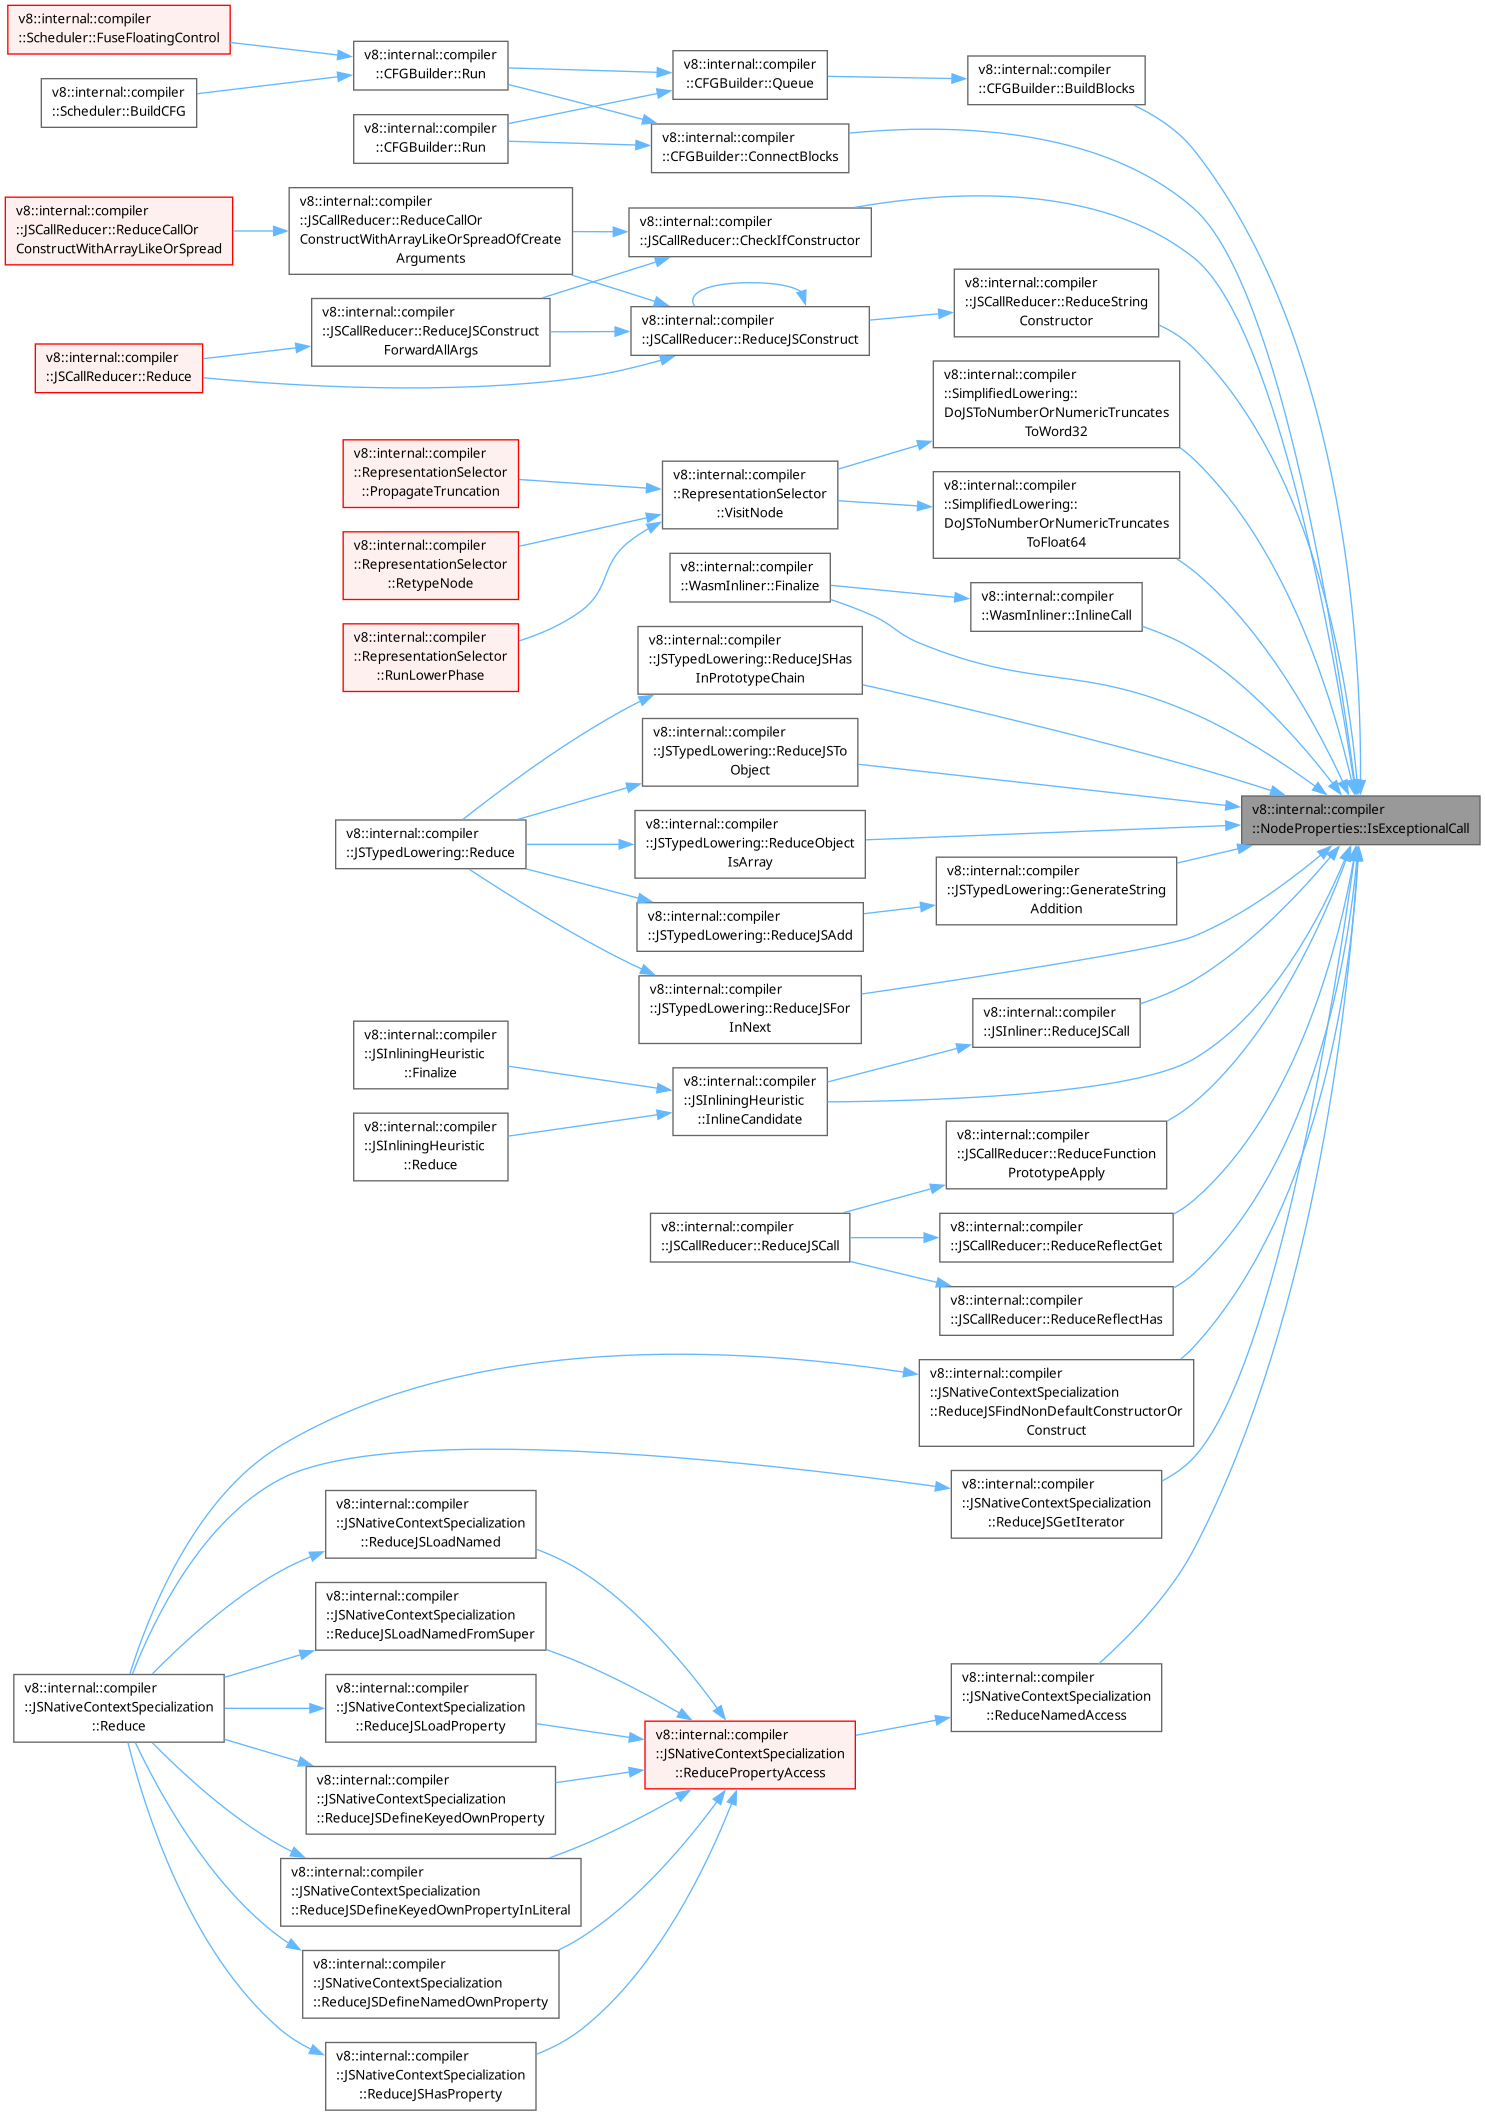 v8::internal::compiler
::Scheduler::FuseFloatingControl
v8::internal::compiler
::Scheduler::BuildCFG
v8::internal::compiler
::CFGBuilder::Run
v8::internal::compiler
::CFGBuilder::Run
v8::internal::compiler
::CFGBuilder::Queue
v8::internal::compiler
::CFGBuilder::ConnectBlocks
v8::internal::compiler
::CFGBuilder::BuildBlocks
v8::internal::compiler
::JSCallReducer::ReduceCallOr
ConstructWithArrayLikeOrSpread
v8::internal::compiler
::JSCallReducer::ReduceCallOr
ConstructWithArrayLikeOrSpreadOfCreate
Arguments
v8::internal::compiler
::JSCallReducer::CheckIfConstructor
v8::internal::compiler
::JSCallReducer::ReduceString
Constructor
v8::internal::compiler
::JSCallReducer::Reduce
v8::internal::compiler
::JSCallReducer::ReduceJSConstruct
ForwardAllArgs
v8::internal::compiler
::JSCallReducer::ReduceJSConstruct
v8::internal::compiler
::SimplifiedLowering::
DoJSToNumberOrNumericTruncates
ToWord32
v8::internal::compiler
::RepresentationSelector
::PropagateTruncation
v8::internal::compiler
::RepresentationSelector
::VisitNode
v8::internal::compiler
::SimplifiedLowering::
DoJSToNumberOrNumericTruncates
ToFloat64
v8::internal::compiler
::RepresentationSelector
::RetypeNode
v8::internal::compiler
::WasmInliner::Finalize
v8::internal::compiler
::WasmInliner::InlineCall
v8::internal::compiler
::RepresentationSelector
::RunLowerPhase
v8::internal::compiler
::JSTypedLowering::ReduceJSHas
InPrototypeChain
v8::internal::compiler
::JSTypedLowering::ReduceJSTo
Object
v8::internal::compiler
::NodeProperties::IsExceptionalCall
v8::internal::compiler
::JSTypedLowering::Reduce
v8::internal::compiler
::JSTypedLowering::ReduceObject
IsArray
v8::internal::compiler
::JSTypedLowering::GenerateString
Addition
v8::internal::compiler
::JSTypedLowering::ReduceJSAdd
v8::internal::compiler
::JSTypedLowering::ReduceJSFor
InNext
v8::internal::compiler
::JSInliner::ReduceJSCall
v8::internal::compiler
::JSInliningHeuristic
::Finalize
v8::internal::compiler
::JSInliningHeuristic
::InlineCandidate
v8::internal::compiler
::JSInliningHeuristic
::Reduce
v8::internal::compiler
::JSCallReducer::ReduceFunction
PrototypeApply
v8::internal::compiler
::JSCallReducer::ReduceJSCall
v8::internal::compiler
::JSCallReducer::ReduceReflectGet
v8::internal::compiler
::JSCallReducer::ReduceReflectHas
v8::internal::compiler
::JSNativeContextSpecialization
::ReduceJSFindNonDefaultConstructorOr
Construct
v8::internal::compiler
::JSNativeContextSpecialization
::ReduceJSGetIterator
v8::internal::compiler
::JSNativeContextSpecialization
::ReduceJSLoadNamed
v8::internal::compiler
::JSNativeContextSpecialization
::ReduceJSLoadNamedFromSuper
v8::internal::compiler
::JSNativeContextSpecialization
::Reduce
v8::internal::compiler
::JSNativeContextSpecialization
::ReduceJSLoadProperty
v8::internal::compiler
::JSNativeContextSpecialization
::ReducePropertyAccess
v8::internal::compiler
::JSNativeContextSpecialization
::ReduceNamedAccess
v8::internal::compiler
::JSNativeContextSpecialization
::ReduceJSDefineKeyedOwnProperty
v8::internal::compiler
::JSNativeContextSpecialization
::ReduceJSDefineKeyedOwnPropertyInLiteral
v8::internal::compiler
::JSNativeContextSpecialization
::ReduceJSDefineNamedOwnProperty
v8::internal::compiler
::JSNativeContextSpecialization
::ReduceJSHasProperty